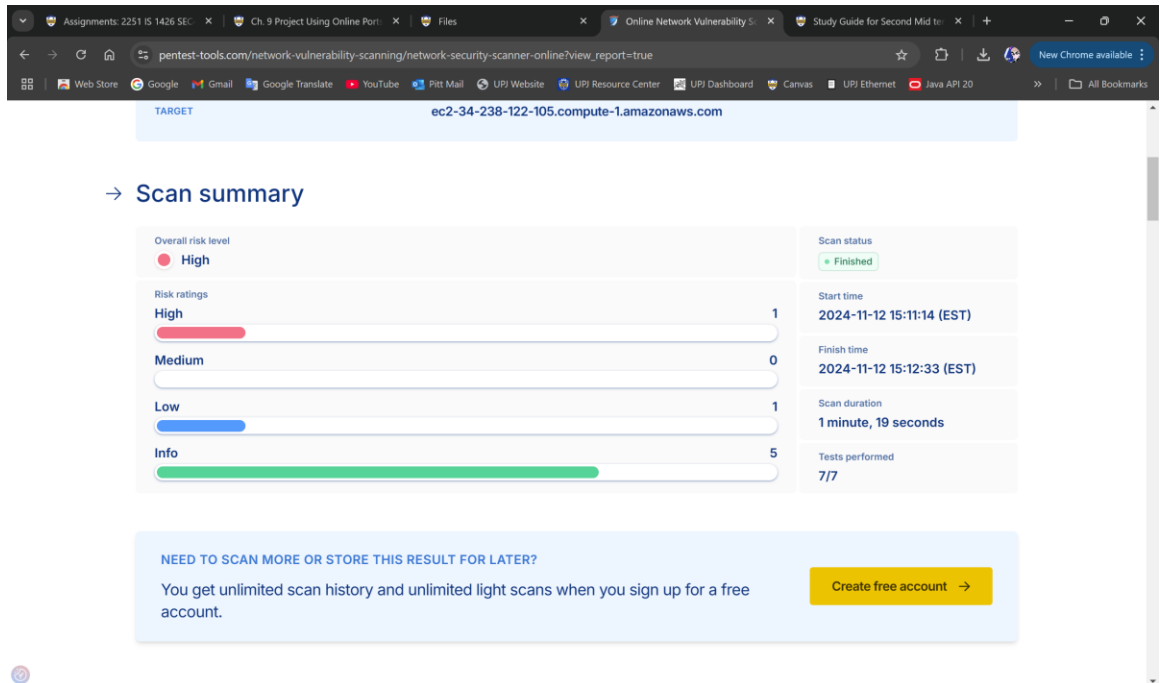 Assignments: 2251 IS 1426 SEC-
Ch. 9 Project Using Online Port
Files
Online Network Vulnerability Sc
Study Guide for Second Mid ter
pentest-tools.com/network-vulnerability-scanning/network-security-scanner-online?view_report=true
New Chrome available
Web Store
Google
Gmail
Google Translate
YouTube
Pitt Mail
UPJ Website
UPJ Resource Center
UPJ Dashboard
Canvas
UPJ Ethernet
Java API 20
»
All Bookmarks
TARGET
ec2-34-238-122-105.compute-1.amazonaws.com
→ Scan summary
Overall risk level
High
Risk ratings
High 1
Medium 0
Low 1
Info 5
Scan status
Finished
Start time
2024-11-12 15:11:14 (EST)
Finish time
2024-11-12 15:12:33 (EST)
Scan duration
1 minute, 19 seconds
Tests performed
7/7
NEED TO SCAN MORE OR STORE THIS RESULT FOR LATER?
You get unlimited scan history and unlimited light scans when you sign up for a free
account.
Create free account →